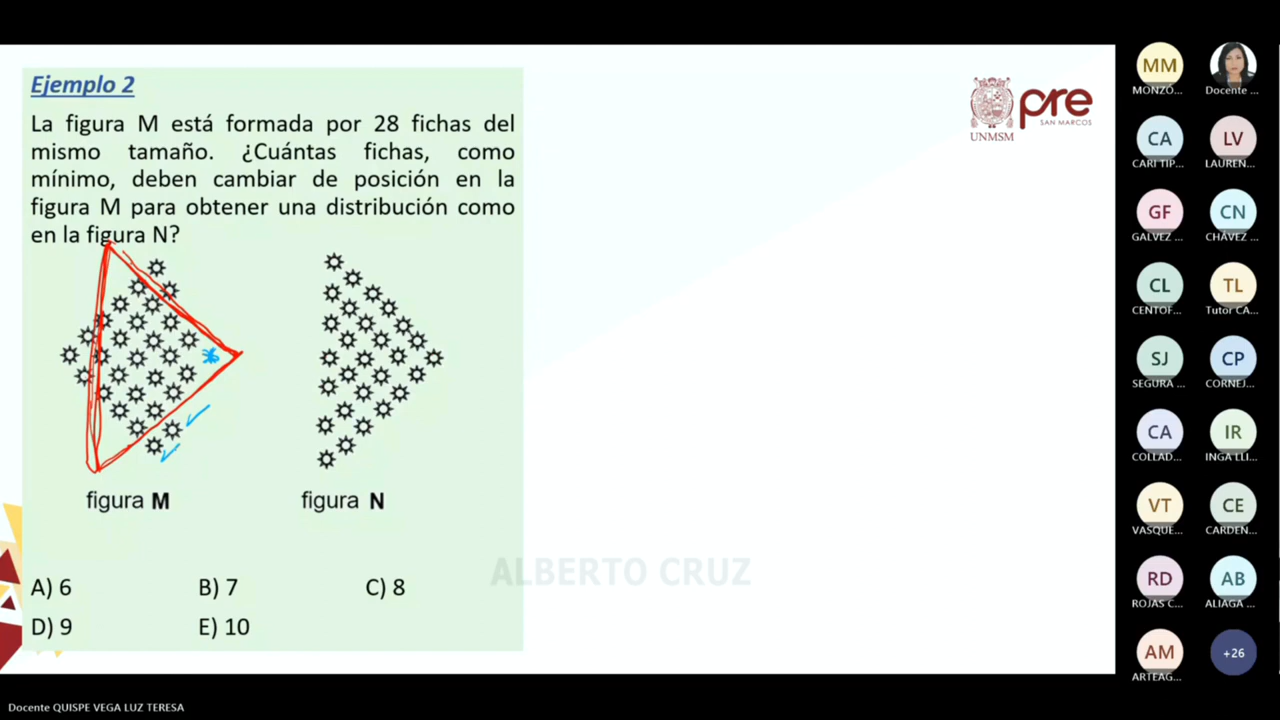 Ejemplo 2
La figura M está formada por 28 fichas del
mismo tamaño. ¿Cuántas fichas, como
mínimo, deben cambiar de posición en la
figura M para obtener una distribución como
en la figura N?
figura M
figura N
A) 6
B) 7
C) 8
D) 9
E) 10
ALBERTO CRUZ
UNMSM
pre
SAN MARCOS
MM
MONZO...
Docente ...
CA
CARI TIP...
LV
LAUREN...
GF
GALVEZ ...
CN
CHÁVEZ ...
CL
CENTOF...
TL
Tutor CA...
SJ
SEGURA ...
CP
CORNEJ...
CA
COLLAD...
IR
INGA LLI...
VT
VASQUE...
CE
CARDEN...
RD
ROJAS C...
AB
ALIAGA ...
AM
ARTEAG...
+26
Docente QUISPE VEGA LUZ TERESA